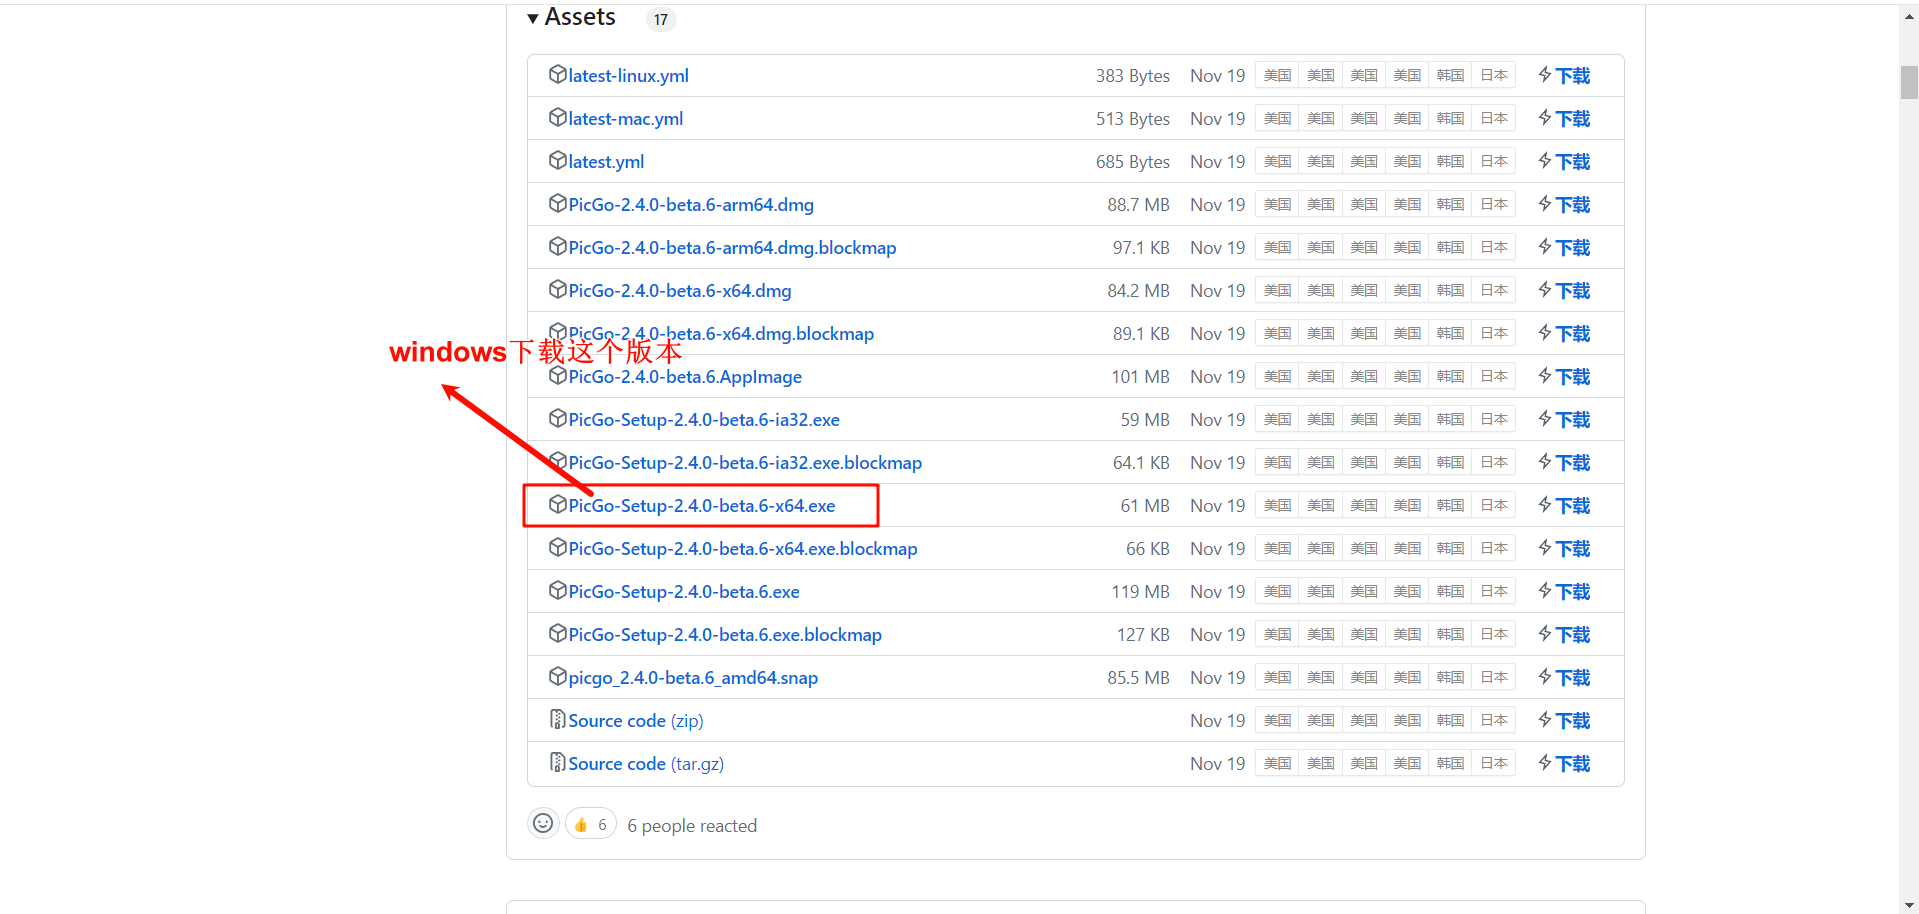 Assets 17
latest-linux.yml 383 Bytes Nov 19 美国 美国 美国 美国 韩国 日本 下载
latest-mac.yml 513 Bytes Nov 19 美国 美国 美国 美国 韩国 日本 下载
latest.yml 685 Bytes Nov 19 美国 美国 美国 美国 韩国 日本 下载
PicGo-2.4.0-beta.6-arm64.dmg 88.7 MB Nov 19 美国 美国 美国 美国 韩国 日本 下载
PicGo-2.4.0-beta.6-arm64.dmg.blockmap 97.1 KB Nov 19 美国 美国 美国 美国 韩国 日本 下载
PicGo-2.4.0-beta.6-x64.dmg 84.2 MB Nov 19 美国 美国 美国 美国 韩国 日本 下载
PicGo-2.4.0-beta.6-x64.dmg.blockmap 89.1 KB Nov 19 美国 美国 美国 美国 韩国 日本 下载
windows下载这个版本
PicGo-2.4.0-beta.6.AppImage 101 MB Nov 19 美国 美国 美国 美国 韩国 日本 下载
PicGo-Setup-2.4.0-beta.6-ia32.exe 59 MB Nov 19 美国 美国 美国 美国 韩国 日本 下载
PicGo-Setup-2.4.0-beta.6-ia32.exe.blockmap 64.1 KB Nov 19 美国 美国 美国 美国 韩国 日本 下载
PicGo-Setup-2.4.0-beta.6-x64.exe 61 MB Nov 19 美国 美国 美国 美国 韩国 日本 下载
PicGo-Setup-2.4.0-beta.6-x64.exe.blockmap 66 KB Nov 19 美国 美国 美国 美国 韩国 日本 下载
PicGo-Setup-2.4.0-beta.6.exe 119 MB Nov 19 美国 美国 美国 美国 韩国 日本 下载
PicGo-Setup-2.4.0-beta.6.exe.blockmap 127 KB Nov 19 美国 美国 美国 美国 韩国 日本 下载
picgo_2.4.0-beta.6_amd64.snap 85.5 MB Nov 19 美国 美国 美国 美国 韩国 日本 下载
Source code (zip) Nov 19 美国 美国 美国 美国 韩国 日本 下载
Source code (tar.gz) Nov 19 美国 美国 美国 美国 韩国 日本 下载
6 6 people reacted